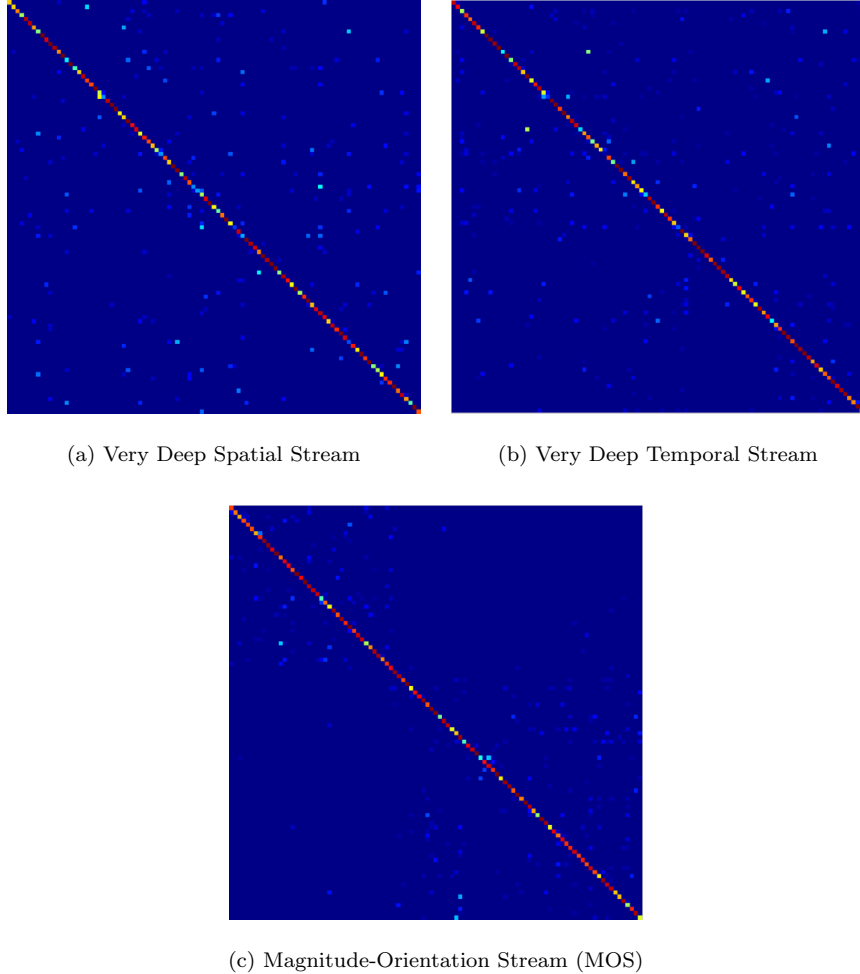 (a) Very Deep Spatial Stream
(b) Very Deep Temporal Stream
(c) Magnitude-Orientation Stream (MOS)